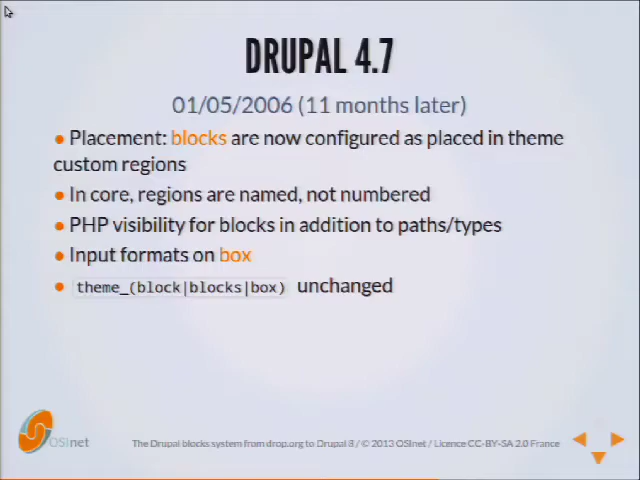 DRUPAL 4.7
01/05/2006 (11 months later)
● Placement: blocks are now configured as placed in theme
custom regions
● In core, regions are named, not numbered
● PHP visibility for blocks in addition to paths/types
● Input formats on box
● theme_(block|blocks|box) unchanged
OSInet
The Drupal blocks system from drop.org to Drupal 8 / © 2013 OSInet / Licence CC-BY-SA 2.0 France